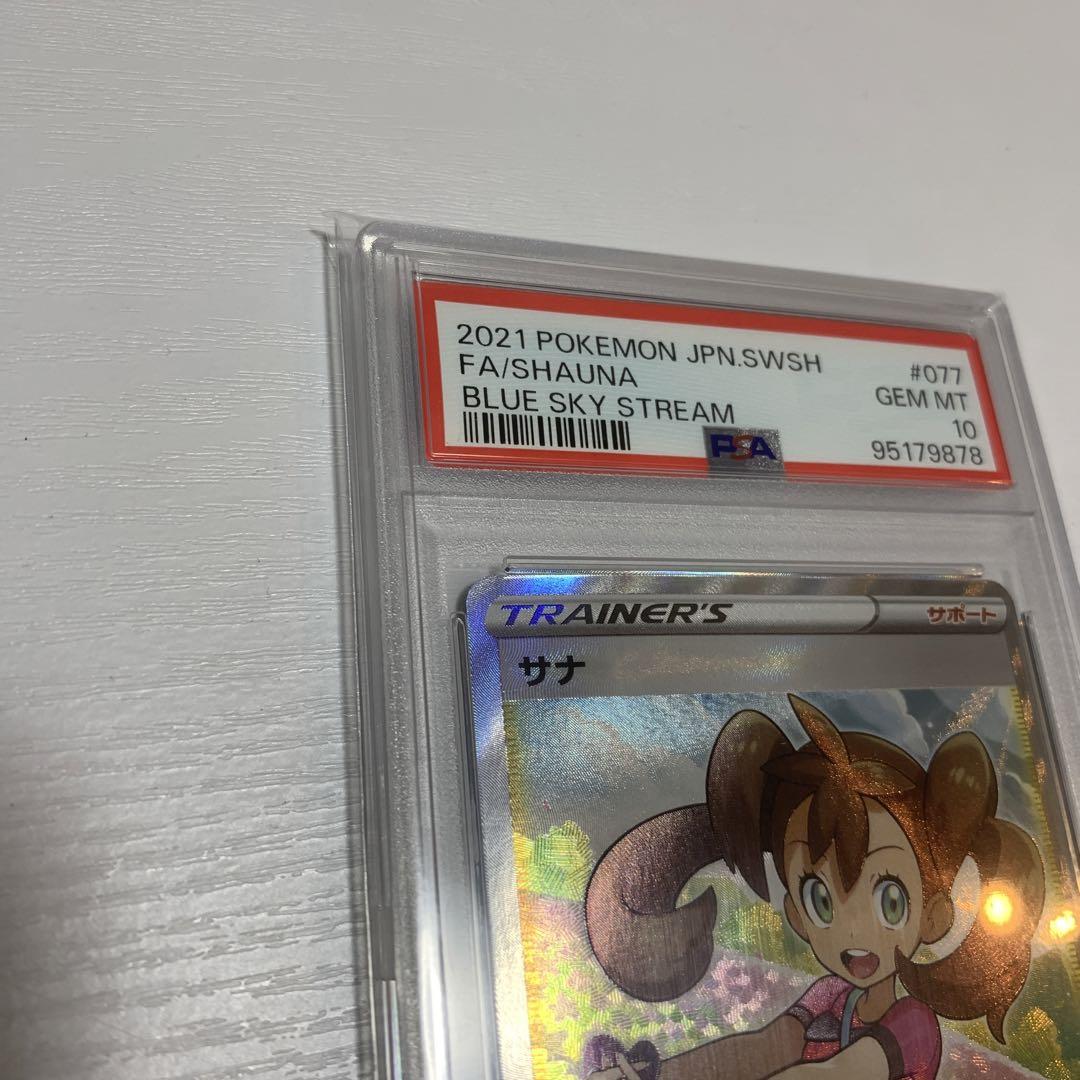 2021 POKEMON JPN.SWSH #077
FA/SHAUNA GEM MT
BLUE SKY STREAM 10
PSA 95179878
TRAINER'S サポート
サナ